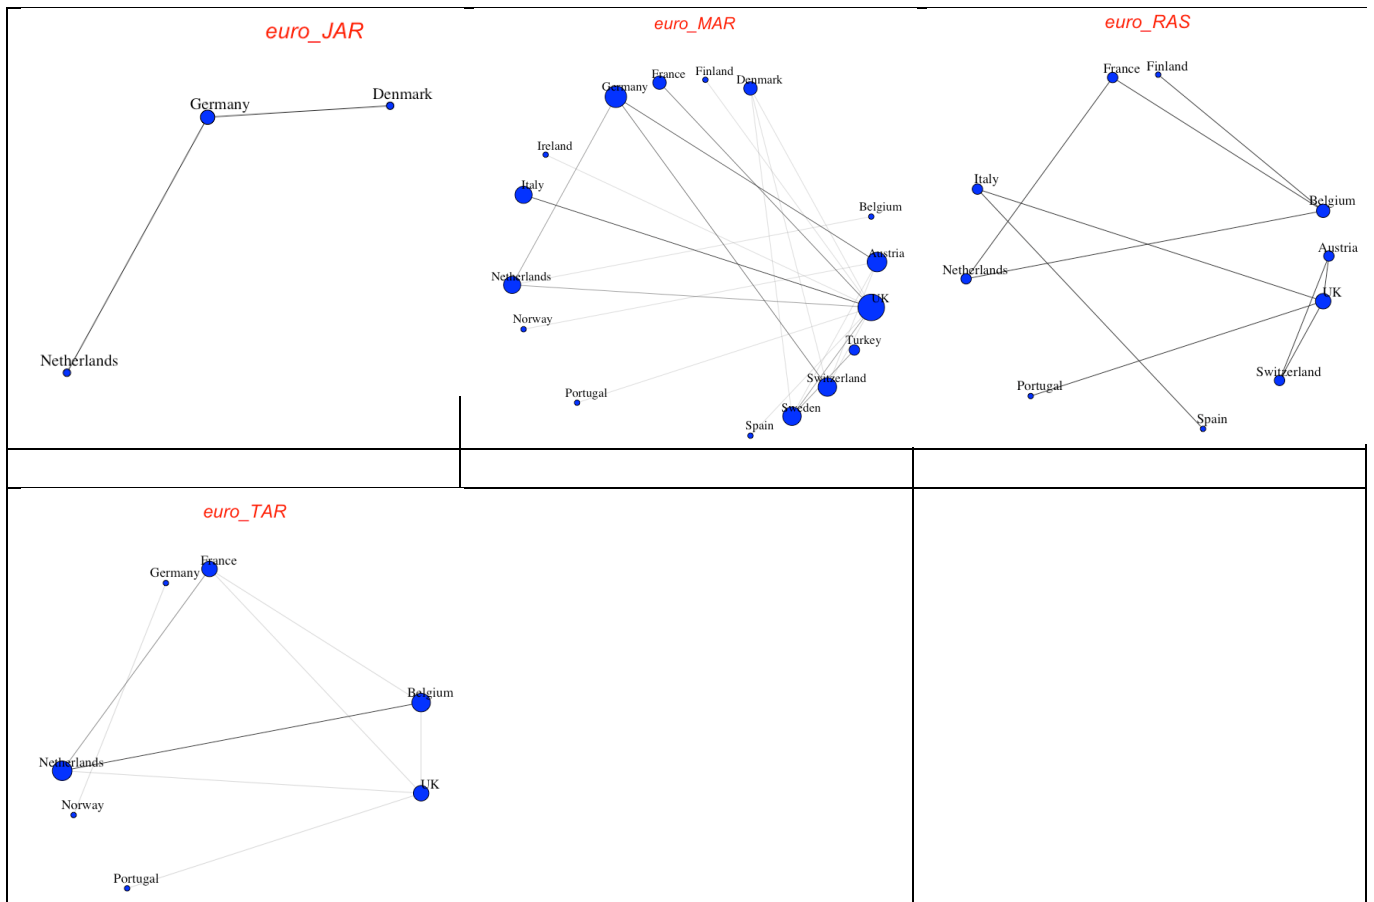 euro_JAR
Denmark
Germany
Netherlands
euro_MAR
France
Finland
Denmark
Germany
Ireland
Italy
Belgium
Austria
Netherlands
UK
Norway
Turkey
Switzerland
Portugal
Sweden
Spain
euro_RAS
France
Finland
Italy
Belgium
Austria
Netherlands
UK
Switzerland
Portugal
Spain
euro_TAR
France
Germany
Belgium
Netherlands
UK
Norway
Portugal